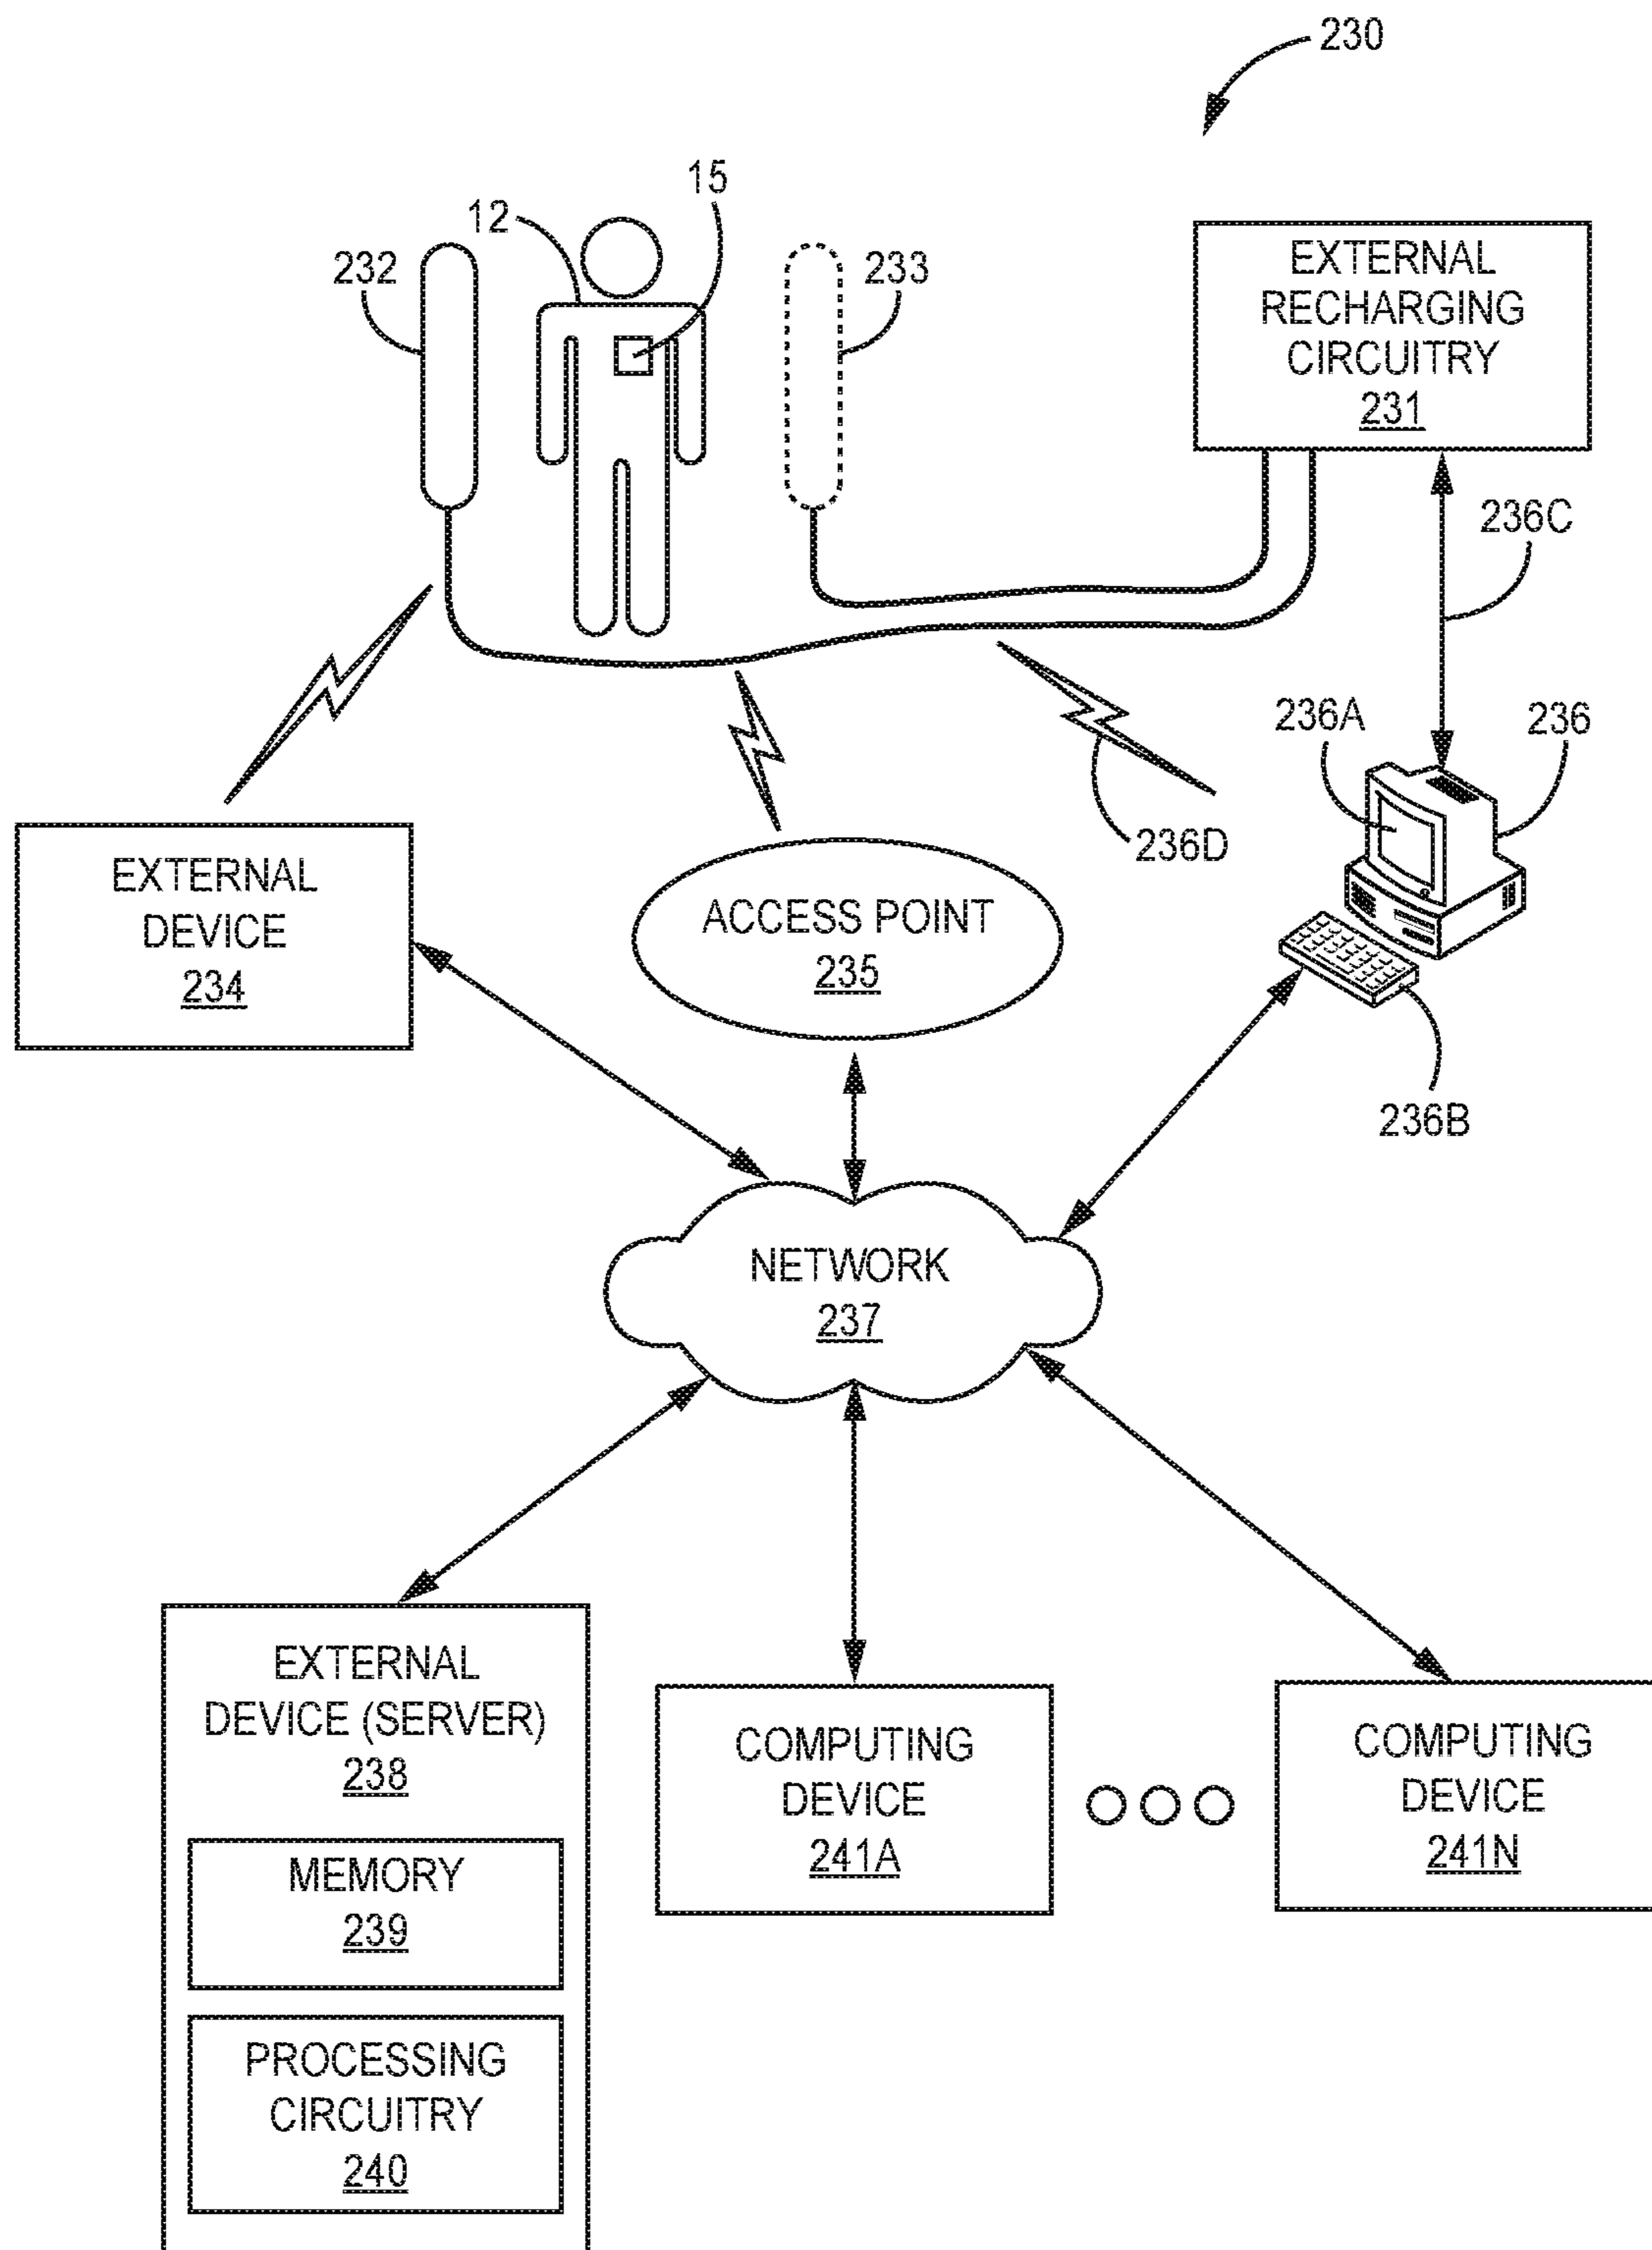 230
15
12
232
233
EXTERNAL
RECHARGING
CIRCUITRY
231
236C
236A
236
236D
EXTERNAL
DEVICE
234
ACCESS POINT
235
236B
NETWORK
237
EXTERNAL
DEVICE (SERVER)
238
MEMORY
239
PROCESSING
CIRCUITRY
240
COMPUTING
DEVICE
241A
COMPUTING
DEVICE
241N